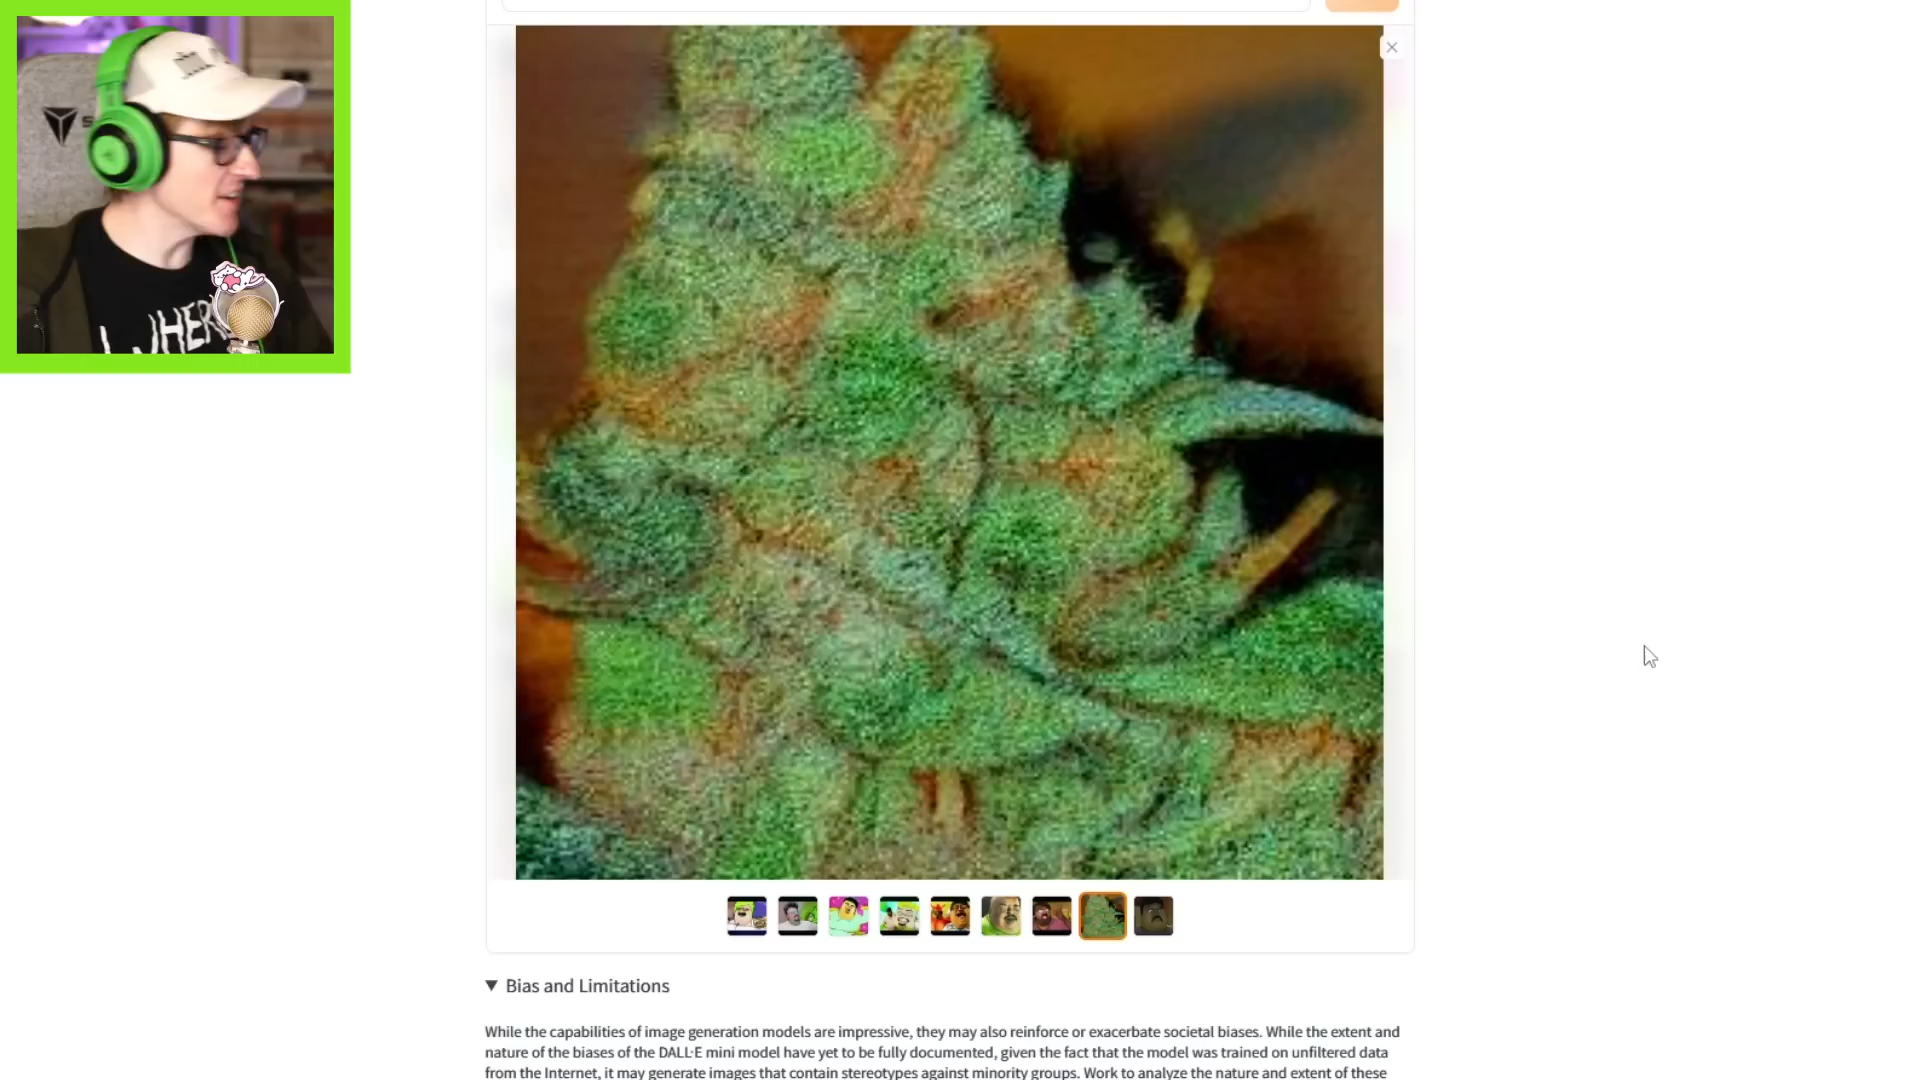 S
WHER
▼ Bias and Limitations
While the capabilities of image generation models are impressive, they may also reinforce or exacerbate societal biases. While the extent and
nature of the biases of the DALL·E mini model have yet to be fully documented, given the fact that the model was trained on unfiltered data
from the Internet, it may generate images that contain stereotypes against minority groups. Work to analyze the nature and extent of these